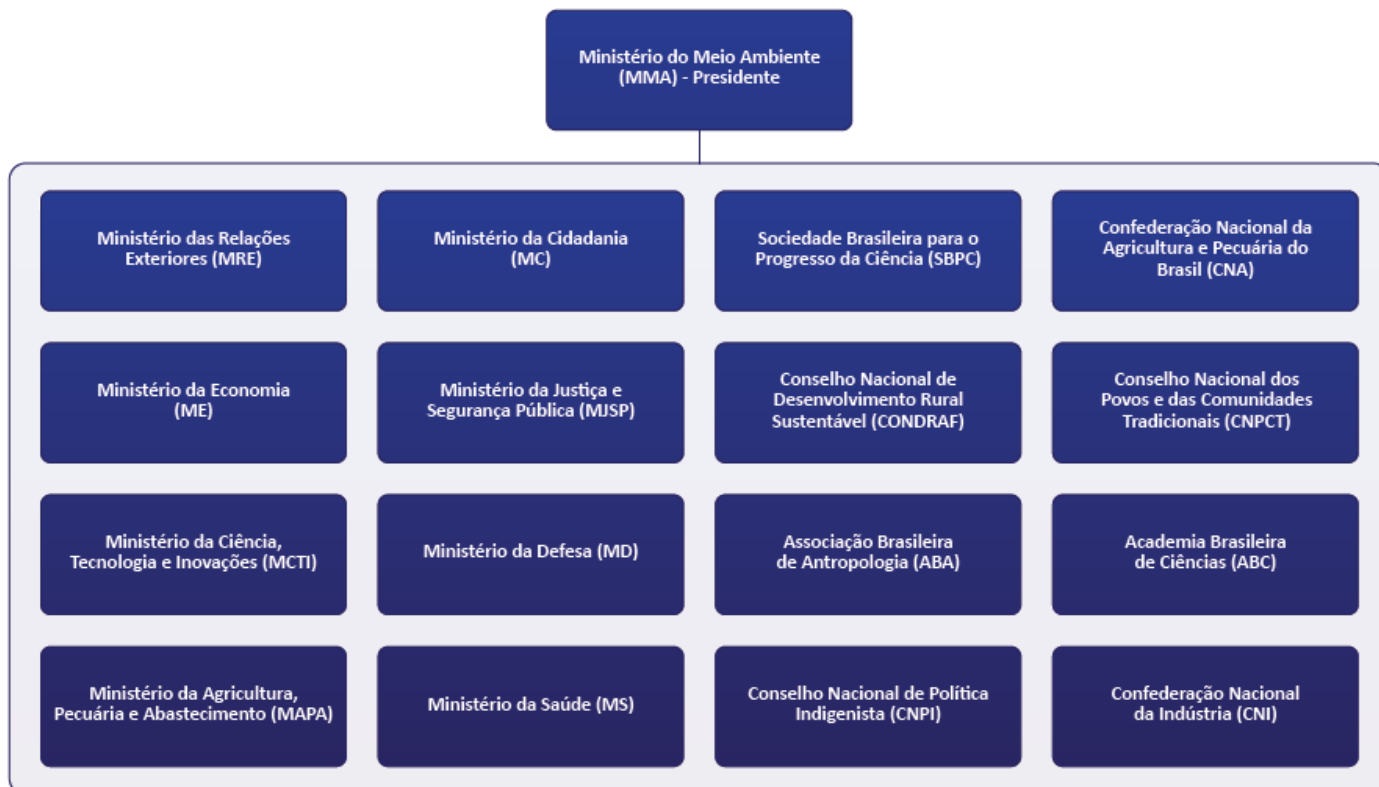 Ministério do Meio Ambiente
(MMA) - Presidente
Ministério das Relações
Exteriores (MRE)
Ministério da Cidadania
(MC)
Sociedade Brasileira para o
Progresso da Ciência (SBPC)
Confederação Nacional da
Agricultura e Pecuária do
Brasil (CNA)
Ministério da Economia
(ME)
Ministério da Justiça e
Segurança Pública (MJSP)
Conselho Nacional de
Desenvolvimento Rural
Sustentável (CONDRAF)
Conselho Nacional dos
Povos e das Comunidades
Tradicionais (CNPCT)
Ministério da Ciência,
Tecnologia e Inovações (MCTI)
Ministério da Defesa (MD)
Associação Brasileira
de Antropologia (ABA)
Academia Brasileira
de Ciências (ABC)
Ministério da Agricultura,
Pecuária e Abastecimento (MAPA)
Ministério da Saúde (MS)
Conselho Nacional de Política
Indigenista (CNPI)
Confederação Nacional
da Indústria (CNI)